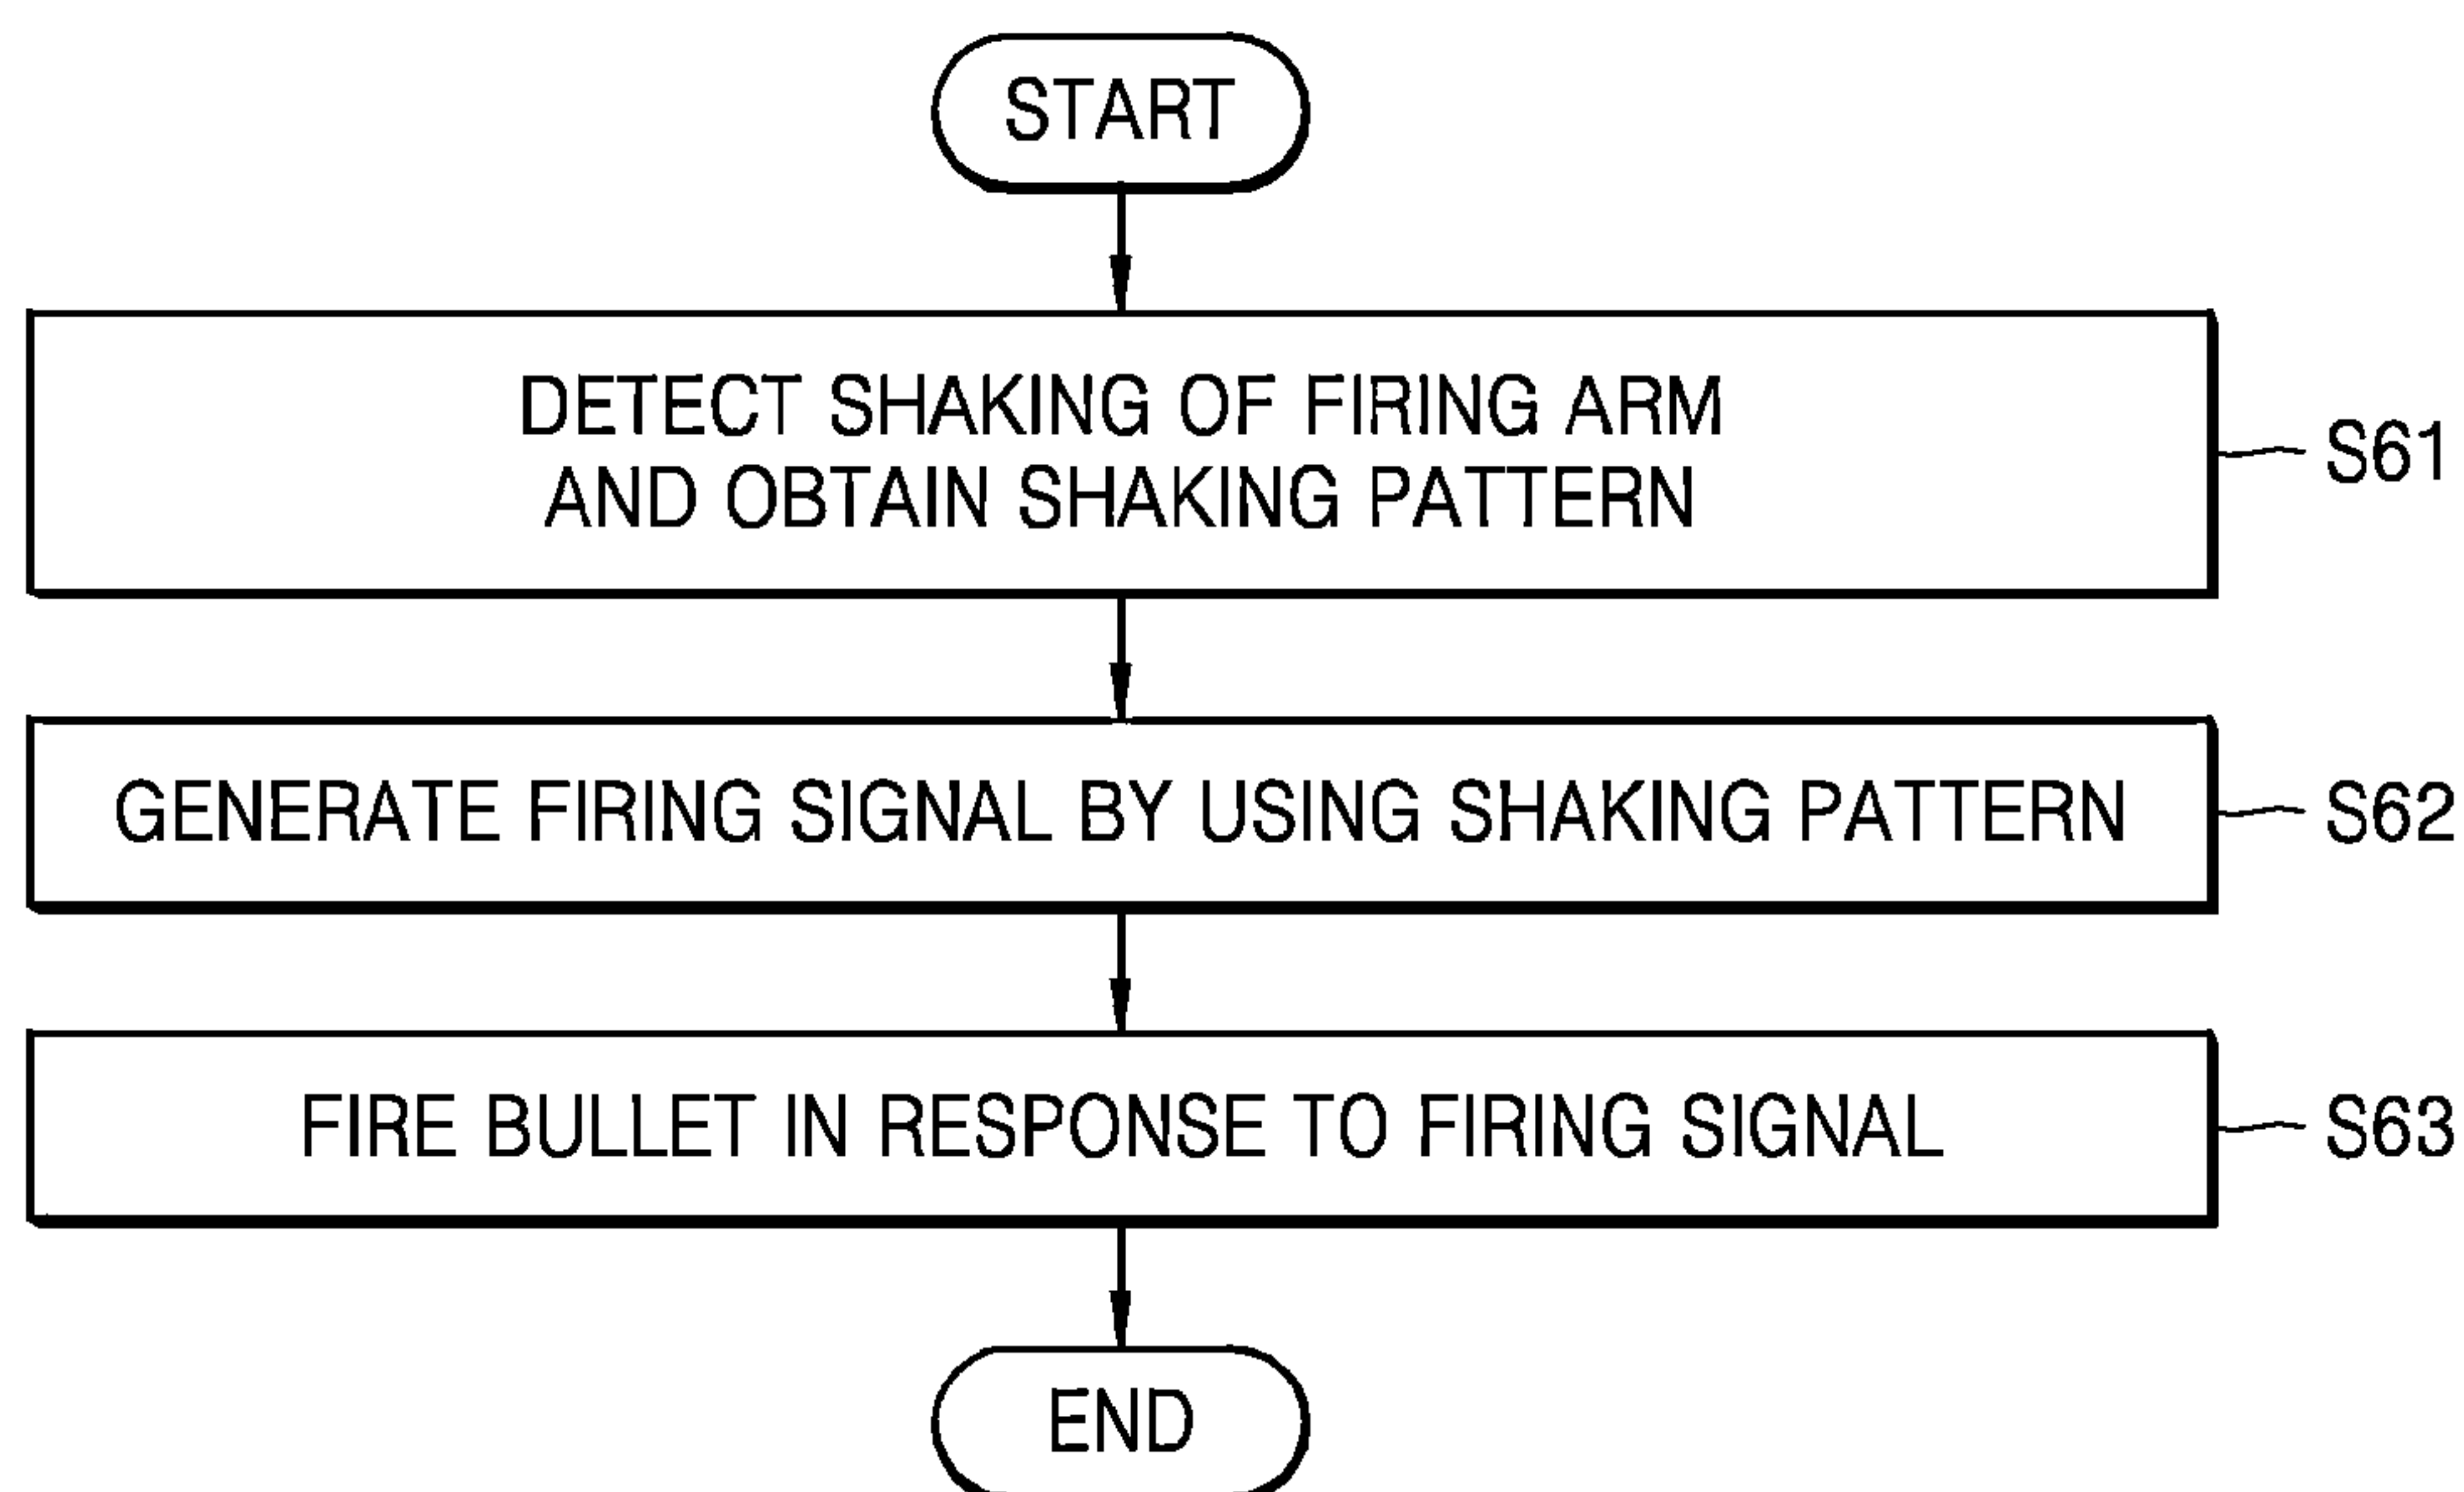 START
DETECT SHAKING OF FIRING ARM
AND OBTAIN SHAKING PATTERN
S61
GENERATE FIRING SIGNAL BY USING SHAKING PATTERN
S62
FIRE BULLET IN RESPONSE TO FIRING SIGNAL
S63
END